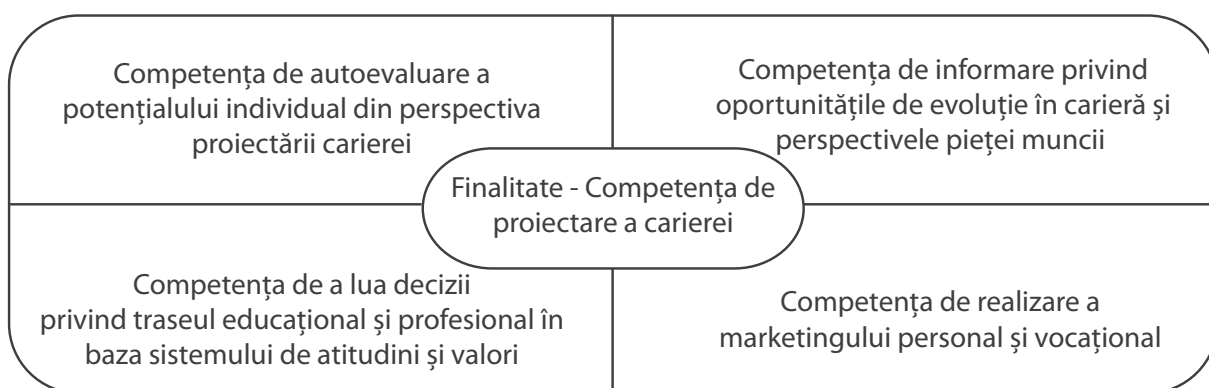 Competența de autoevaluare a
potențialului individual din perspectiva
proiectării carierei
Competența de informare privind
oportunitățile de evoluție în carieră și
perspectivele pieței muncii
Finalitate - Competența de
proiectare a carierei
Competența de a lua decizii
privind traseul educațional și profesional în
baza sistemului de atitudini și valori
Competența de realizare a
marketingului personal și vocațional